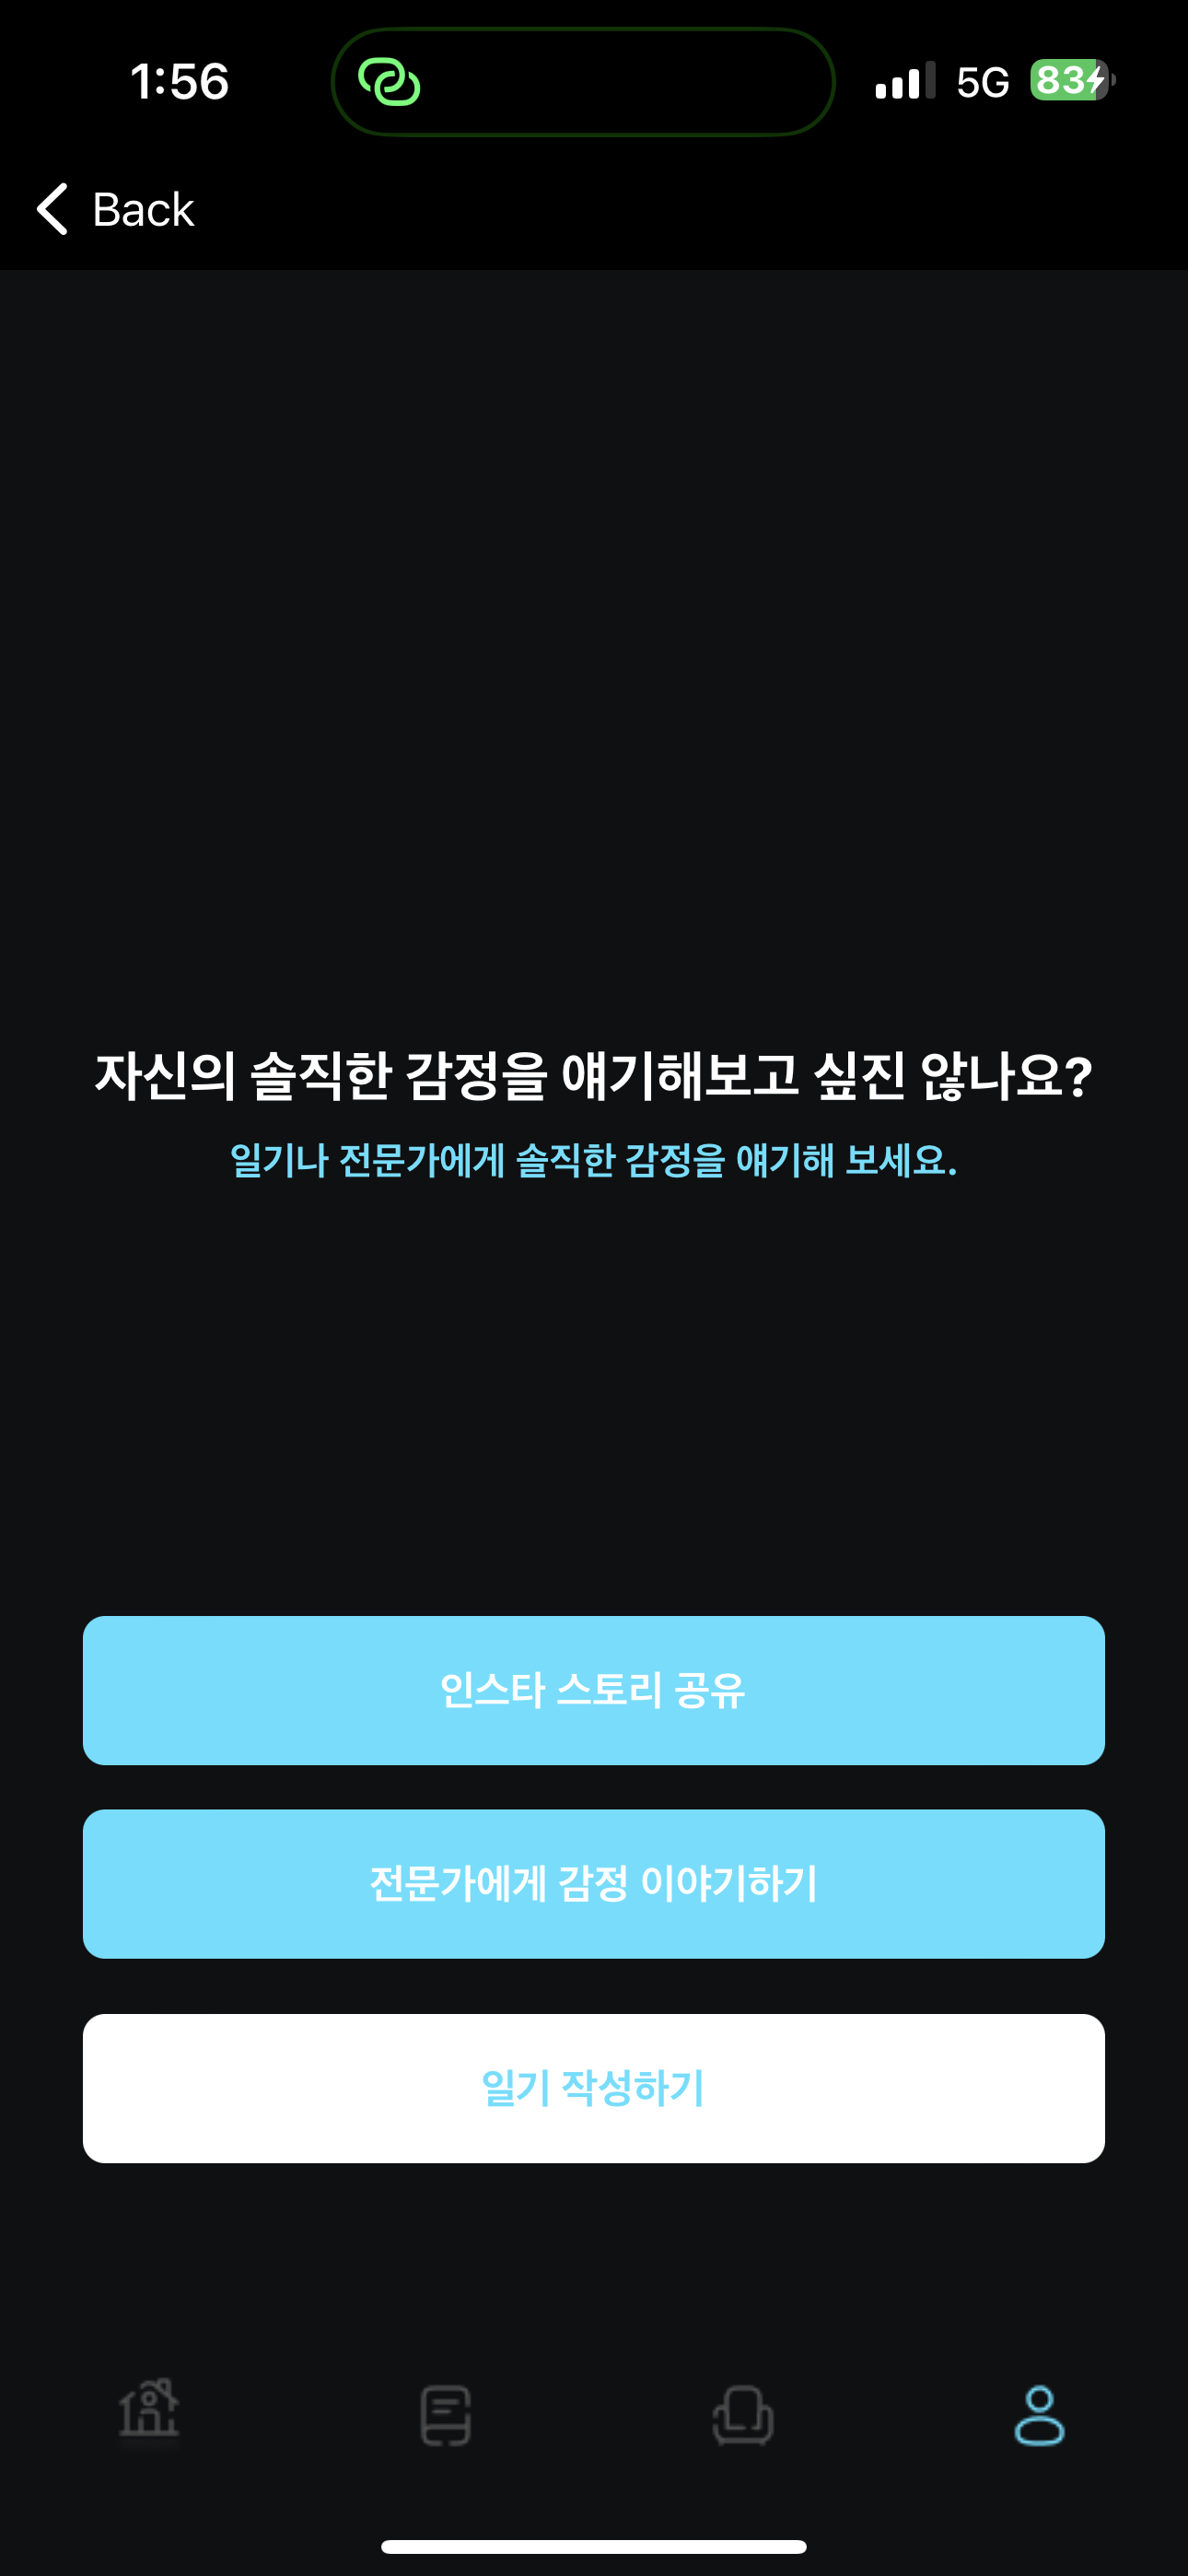 1:56
5G
83
Back
자신의 솔직한 감정을 얘기해보고 싶진 않나요?
일기나 전문가에게 솔직한 감정을 얘기해 보세요.
인스타 스토리 공유
전문가에게 감정 이야기하기
일기 작성하기